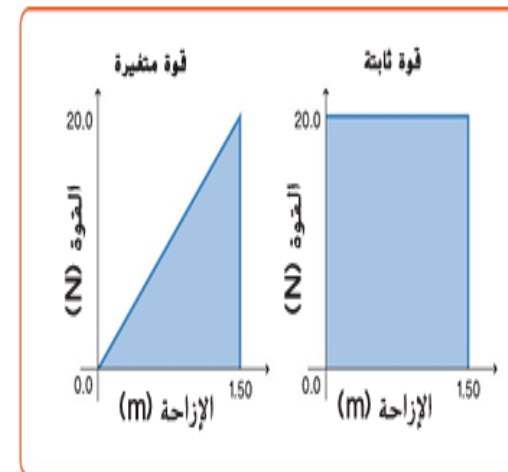 قوة ثابتة
20.0
القوة (N)
0.0
1.50
الإزاحة (m)
قوة متغيرة
20.0
القوة (N)
0.0
1.50
الإزاحة (m)